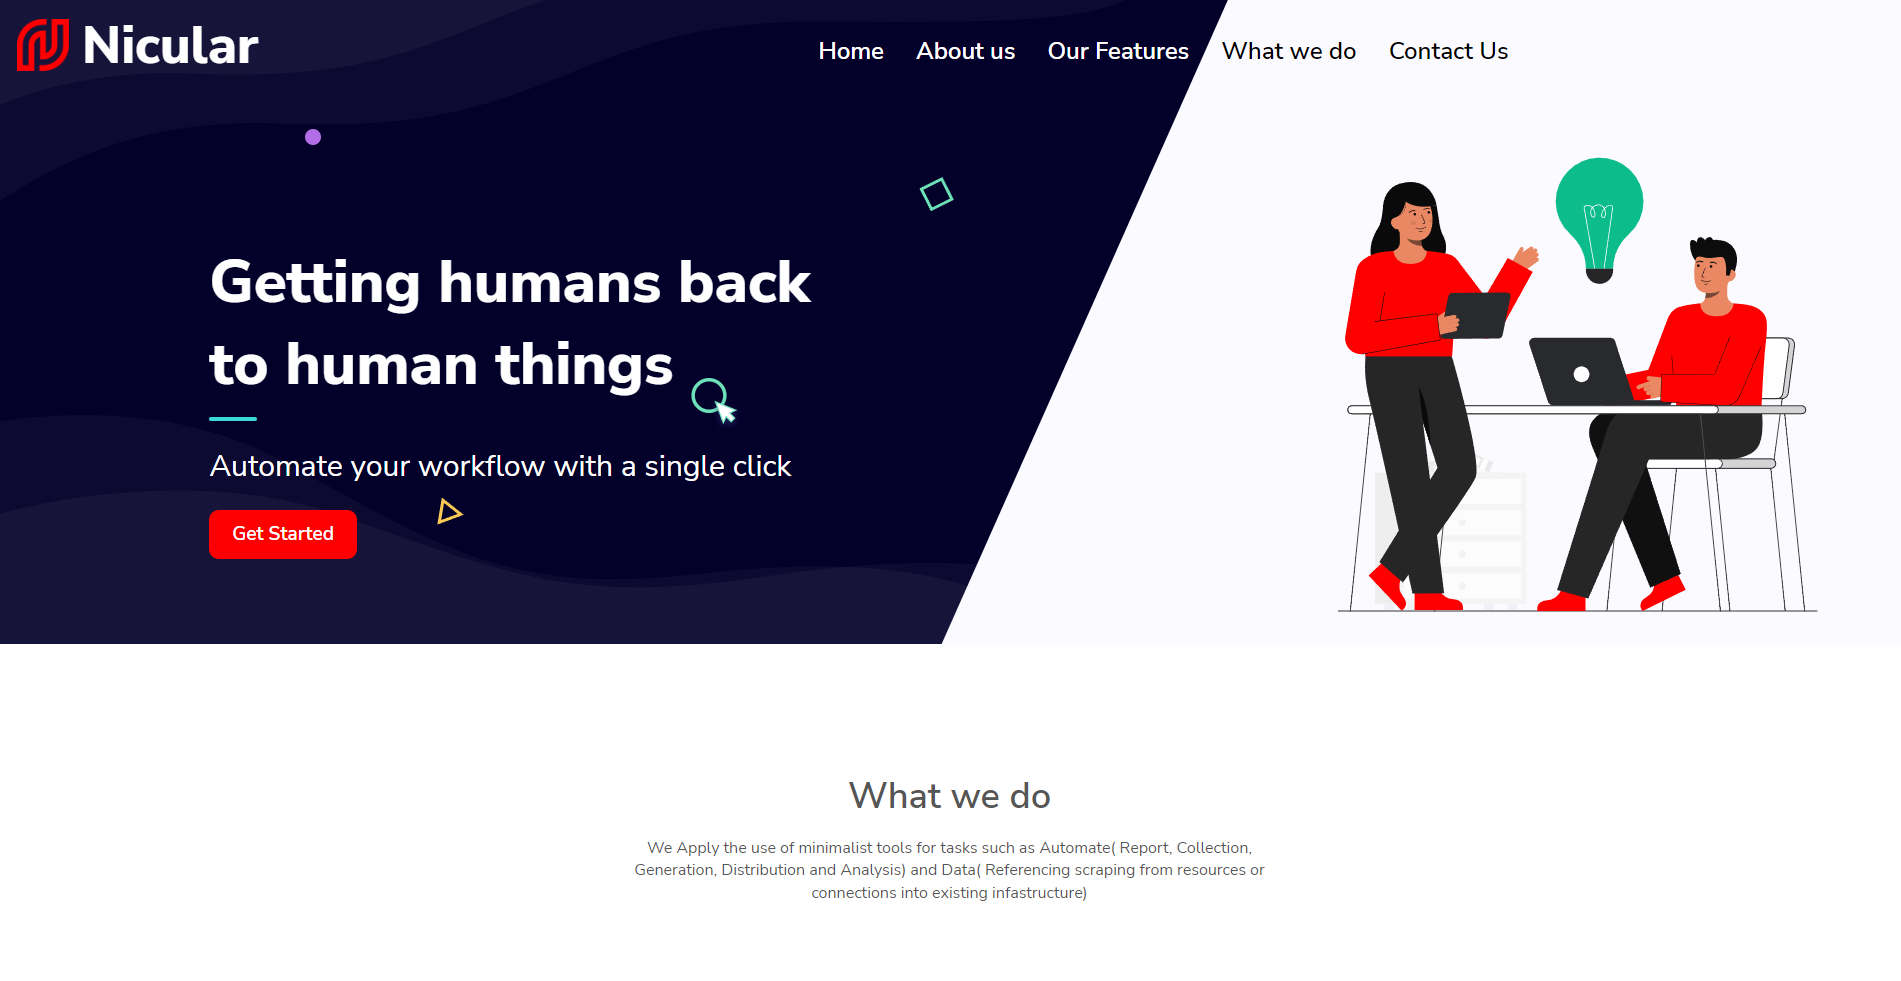 Nicular
Home About us Our Features What we do Contact Us
Getting humans back
to human things
Automate your workflow with a single click
Get Started
What we do
We Apply the use of minimalist tools for tasks such as Automate( Report, Collection,
Generation, Distribution and Analysis) and Data( Referencing scraping from resources or
connections into existing infastructure)